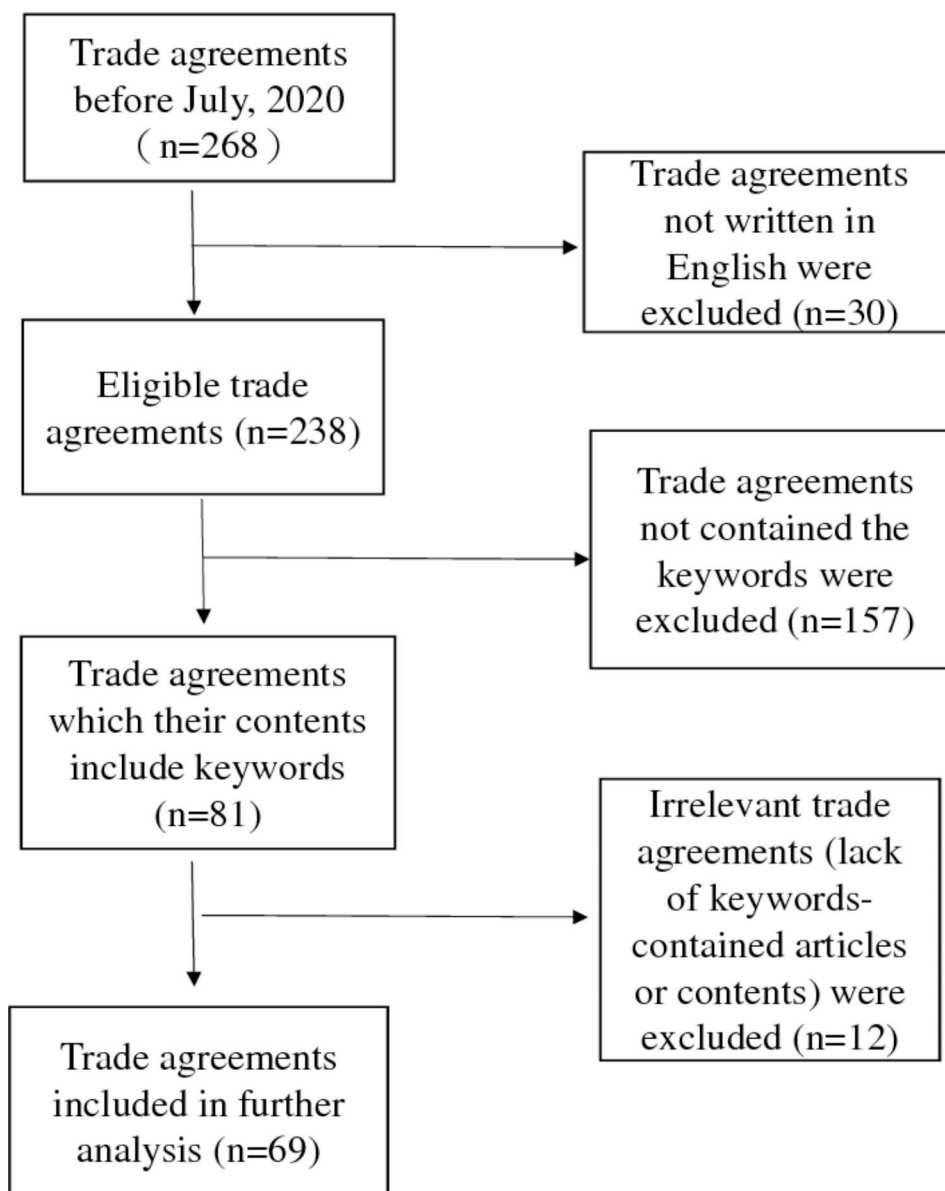 Trade agreements
before July, 2020
( n=268 )
Trade agreements
not written in
English were
excluded (n=30)
Eligible trade
agreements (n=238)
Trade agreements
not contained the
keywords were
excluded (n=157)
Trade agreements
which their contents
include keywords
(n=81)
Irrelevant trade
agreements (lack
of keywords-
contained articles
or contents) were
excluded (n=12)
Trade agreements
included in further
analysis (n=69)